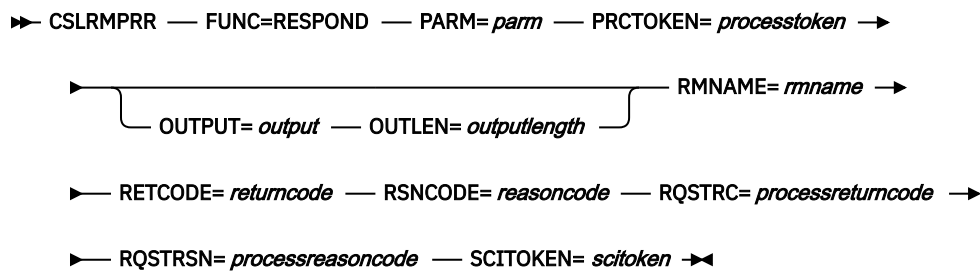 CSLRMPRR FUNC=RESPOND PARM= parm PRCTOKEN= processtoken
RMNAME= rmname
OUTPUT= output OUTLEN= outputlength
RETCODE= returncode RSNCODE= reasoncode RQSTRC= processreturncode
RQSTRSN= processreasoncode SCITOKEN= scitoken